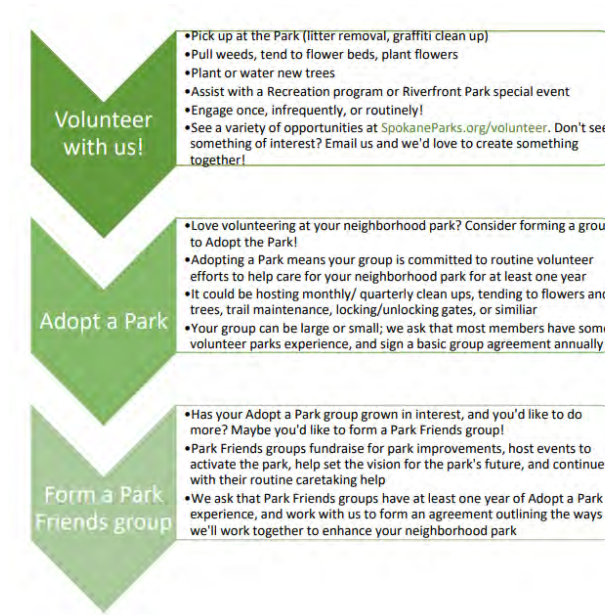 Volunteer
with us!
•Pick up at the Park (litter removal, graffiti clean up)
•Pull weeds, tend to flower beds, plant flowers
•Plant or water new trees
•Assist with a Recreation program or Riverfront Park special event
•Engage once, infrequently, or routinely!
•See a variety of opportunities at SpokaneParks.org/volunteer. Don't see
something of interest? Email us and we'd love to create something
together!
Adopt a Park
•Love volunteering at your neighborhood park? Consider forming a grou
to Adopt the Park!
•Adopting a Park means your group is committed to routine volunteer
efforts to help care for your neighborhood park for at least one year
•It could be hosting monthly/ quarterly clean ups, tending to flowers and
trees, trail maintenance, locking/unlocking gates, or similiar
•Your group can be large or small; we ask that most members have some
volunteer parks experience, and sign a basic group agreement annually
Form a Park
Friends group
•Has your Adopt a Park group grown in interest, and you'd like to do
more? Maybe you'd like to form a Park Friends group!
•Park Friends groups fundraise for park improvements, host events to
activate the park, help set the vision for the park's future, and continue
with their routine caretaking help
•We ask that Park Friends groups have at least one year of Adopt a Park
experience, and work with us to form an agreement outlining the ways
we'll work together to enhance your neighborhood park